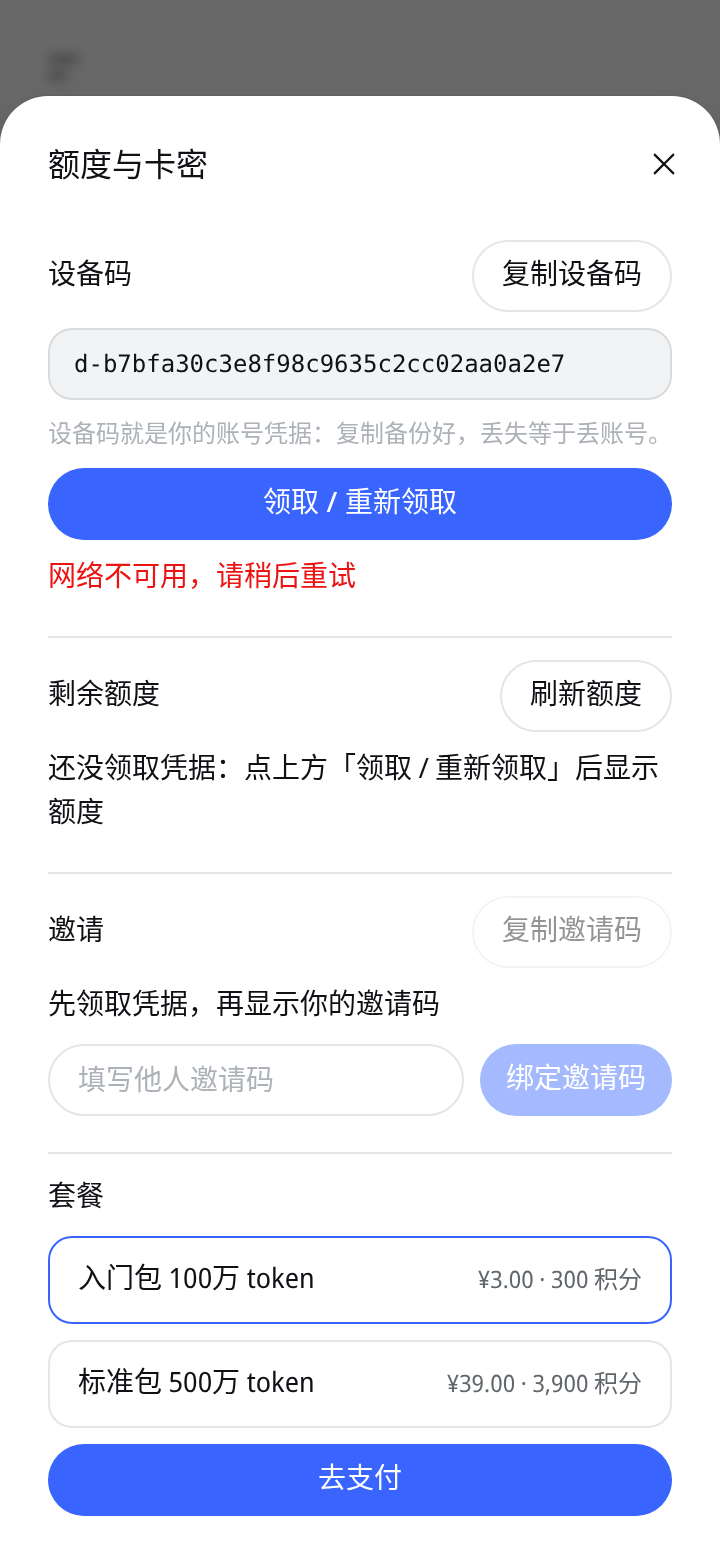 额度与卡密
设备码
复制设备码
d-b7bfa30c3e8f98c9635c2cc02aa0a2e7
设备码就是你的账号凭据：复制备份好，丢失等于丢账号。
领取 / 重新领取
网络不可用，请稍后重试
剩余额度
刷新额度
还没领取凭据：点上方「领取 / 重新领取」后显示
额度
邀请
复制邀请码
先领取凭据，再显示你的邀请码
填写他人邀请码
绑定邀请码
套餐
入门包 100万 token
¥3.00 · 300 积分
标准包 500万 token
¥39.00 · 3,900 积分
去支付